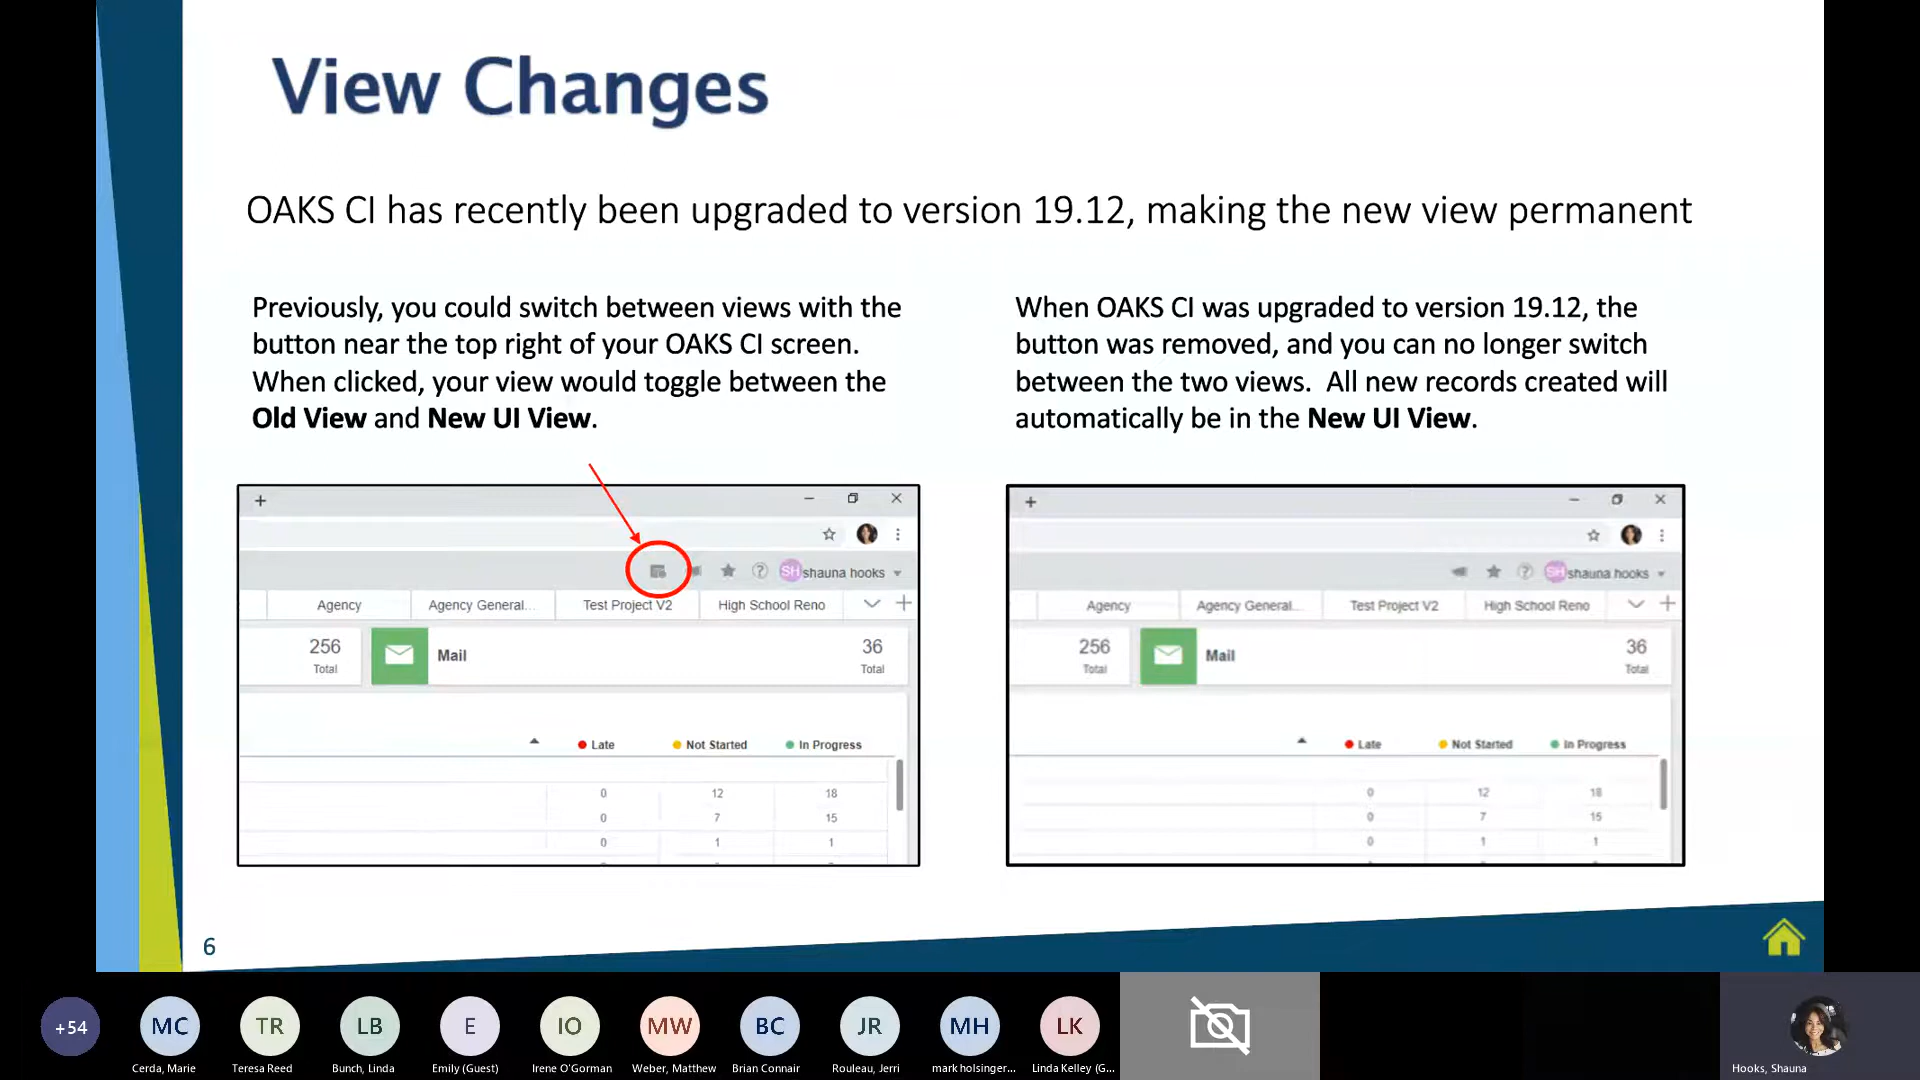 View Changes
OAKS CI has recently been upgraded to version 19.12, making the new view permanent
Previously, you could switch between views with the
button near the top right of your OAKS CI screen.
When clicked, your view would toggle between the
Old View and New UI View.
When OAKS CI was upgraded to version 19.12, the
button was removed, and you can no longer switch
between the two views.  All new records created will
automatically be in the New UI View.
SH shauna hooks
Agency
Agency General...
Test Project V2
High School Reno
256
Total
Mail
36
Total
Late
Not Started
In Progress
0 12 18
0 7 15
0 1 1
SH shauna hooks
Agency
Agency General...
Test Project V2
High School Reno
256
Total
Mail
36
Total
Late
Not Started
In Progress
0 12 18
0 7 15
0 1 1
6
+54
MC
TR
LB
E
IO
MW
BC
JR
MH
LK
Cerda, Marie
Teresa Reed
Bunch, Linda
Emily (Guest)
Irene O'Gorman
Weber, Matthew
Brian Connair
Rouleau, Jerri
mark holsinger...
Linda Kelley (G...
Hooks, Shauna